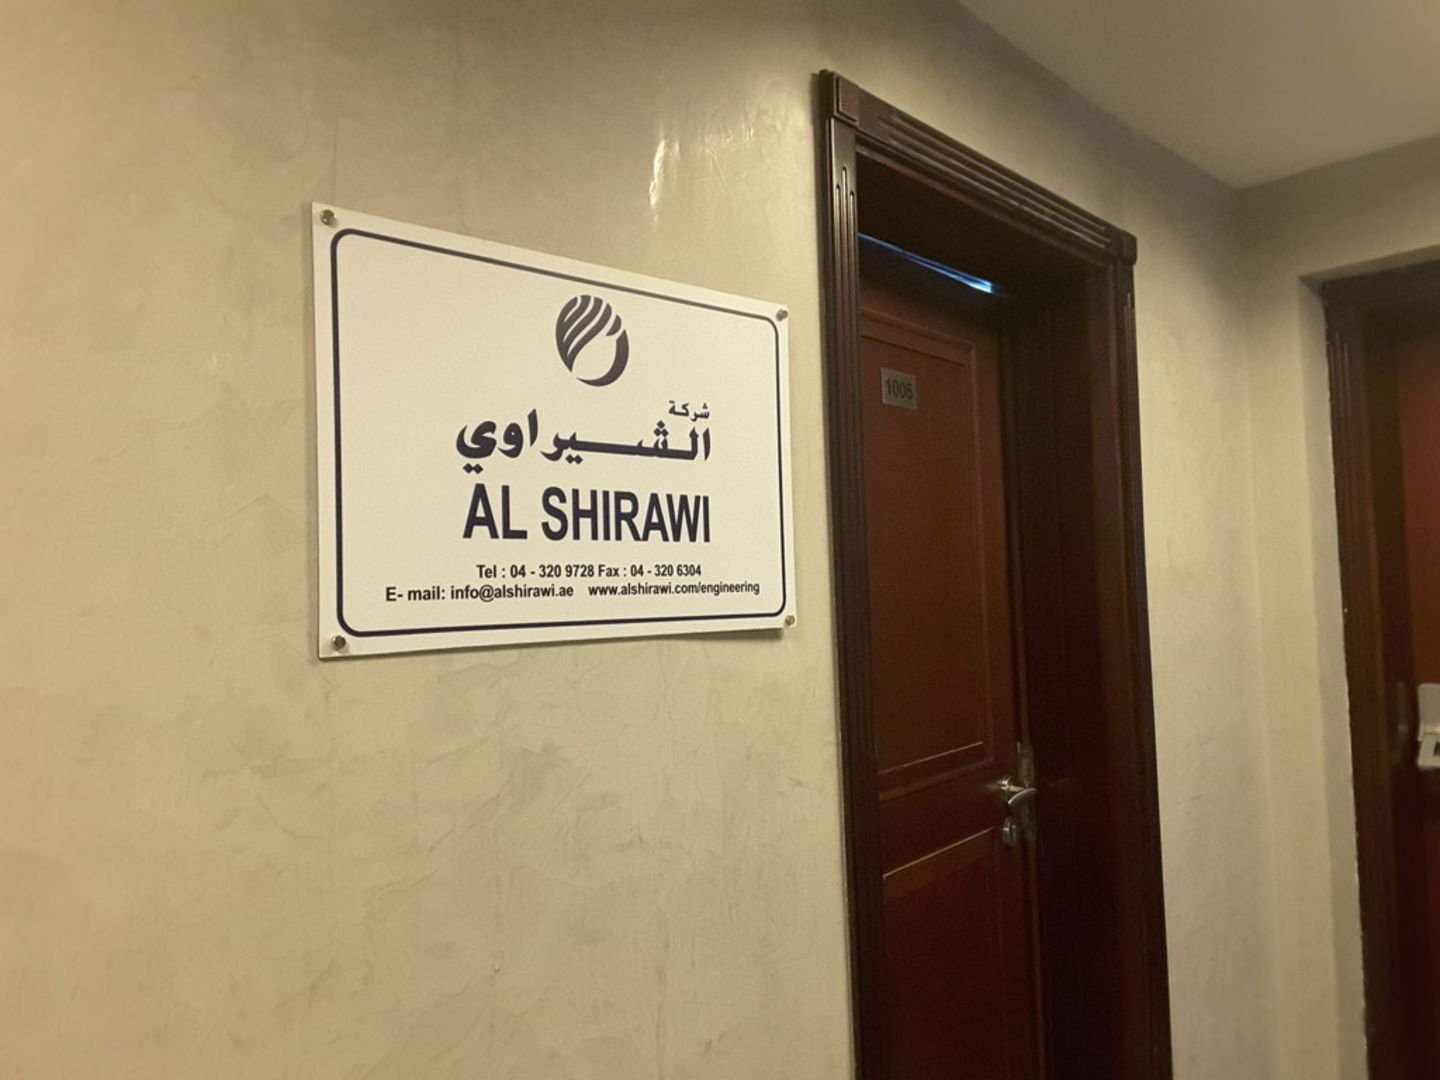 شركة
الشيراوي
AL SHIRAWI
Tel : 04 - 320 9728 Fax : 04 - 320 6304
E- mail: info@alshirawi.ae www.alshirawi.com/engineering
1006